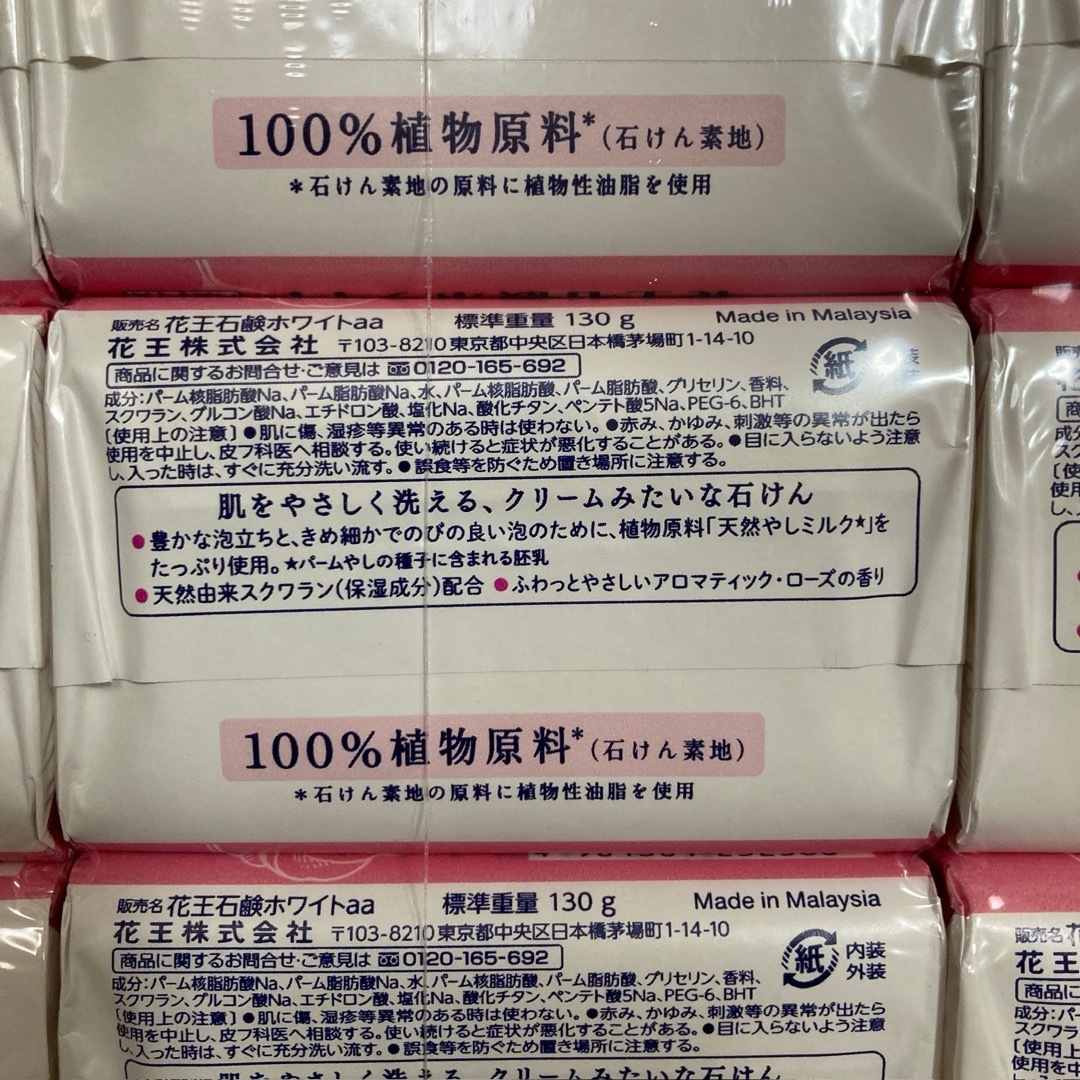 100%植物原料*(石けん素地)
*石けん素地の原料に植物性油脂を使用
販売名 花王石鹸ホワイトaa 標準重量 130 g Made in Malaysia
花王株式会社 〒103-8210東京都中央区日本橋茅場町1-14-10
商品に関するお問合せ・ご意見は 0120-165-692
紙
成分:パーム核脂肪酸Na、パーム脂肪酸Na、水、パーム核脂肪酸、パーム脂肪酸、グリセリン、香料、
スクワラン、グルコン酸Na、エチドロン酸、塩化Na、酸化チタン、ペンテト酸5Na、PEG-6、BHT
〔使用上の注意〕●肌に傷、湿疹等異常のある時は使わない。●赤み、かゆみ、刺激等の異常が出たら
使用を中止し、皮フ科医へ相談する。使い続けると症状が悪化することがある。●目に入らないよう注意
し、入った時は、すぐに充分洗い流す。●誤食等を防ぐため置き場所に注意する。
肌をやさしく洗える、クリームみたいな石けん
●豊かな泡立ちと、きめ細かでのびの良い泡のために、植物原料「天然やしミルク★」を
たっぷり使用。★パームやしの種子に含まれる胚乳
●天然由来スクワラン(保湿成分)配合 ●ふわっとやさしいアロマティック・ローズの香り
100%植物原料*(石けん素地)
*石けん素地の原料に植物性油脂を使用
販売名 花王石鹸ホワイトaa 標準重量 130 g Made in Malaysia
花王株式会社 〒103-8210東京都中央区日本橋茅場町1-14-10
商品に関するお問合せ・ご意見は 0120-165-692
紙 内装
外装
成分:パーム核脂肪酸Na、パーム脂肪酸Na、水、パーム核脂肪酸、パーム脂肪酸、グリセリン、香料、
スクワラン、グルコン酸Na、エチドロン酸、塩化Na、酸化チタン、ペンテト酸5Na、PEG-6、BHT
〔使用上の注意〕●肌に傷、湿疹等異常のある時は使わない。●赤み、かゆみ、刺激等の異常が出たら
使用を中止し、皮フ科医へ相談する。使い続けると症状が悪化することがある。●目に入らないよう注意
し、入った時は、すぐに充分洗い流す。●誤食等を防ぐため置き場所に注意する。
肌をやさしく洗える、クリームみたいな石けん